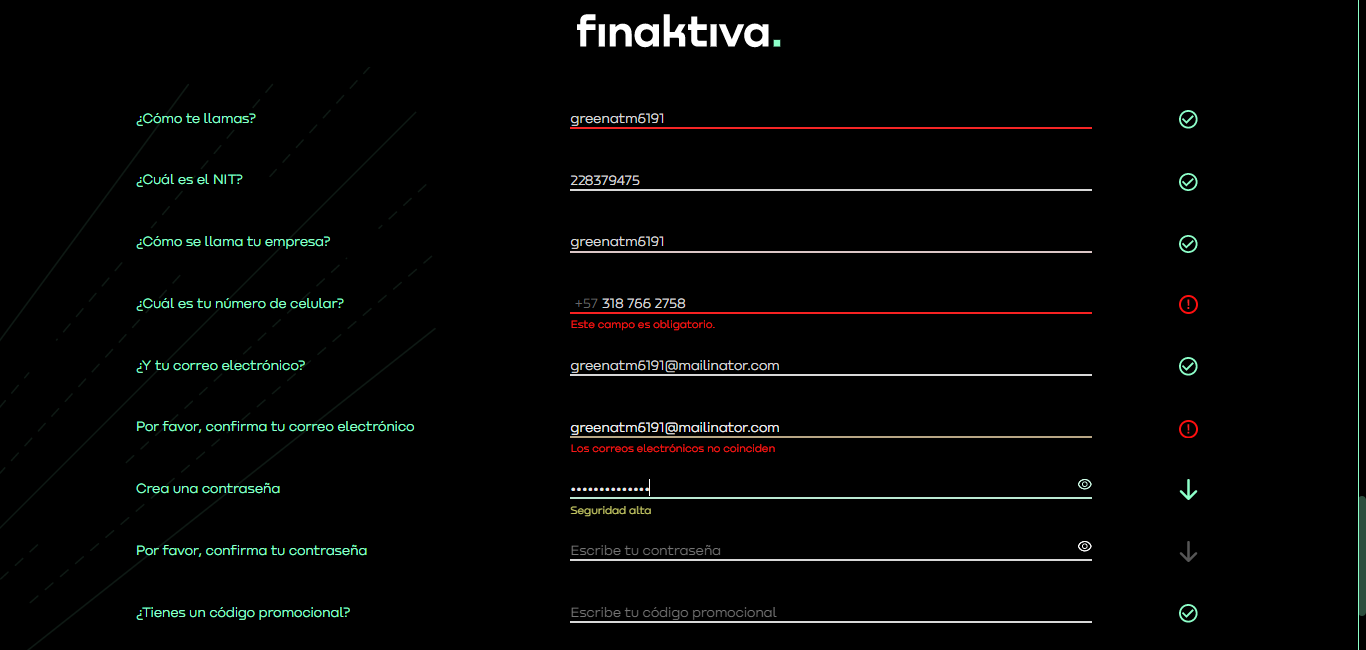 finaktiva.
¿Cómo te llamas? greenatm6191
¿Cuál es el NIT? 228379475
¿Cómo se llama tu empresa? greenatm6191
¿Cuál es tu número de celular? +57 318 766 2758
Este campo es obligatorio.
¿Y tu correo electrónico? greenatm6191@mailinator.com
Por favor, confirma tu correo electrónico greenatm6191@mailinator.com
Los correos electrónicos no coinciden
Crea una contraseña ••••••••••••••
Seguridad alta
Por favor, confirma tu contraseña Escribe tu contraseña
¿Tienes un código promocional? Escribe tu código promocional